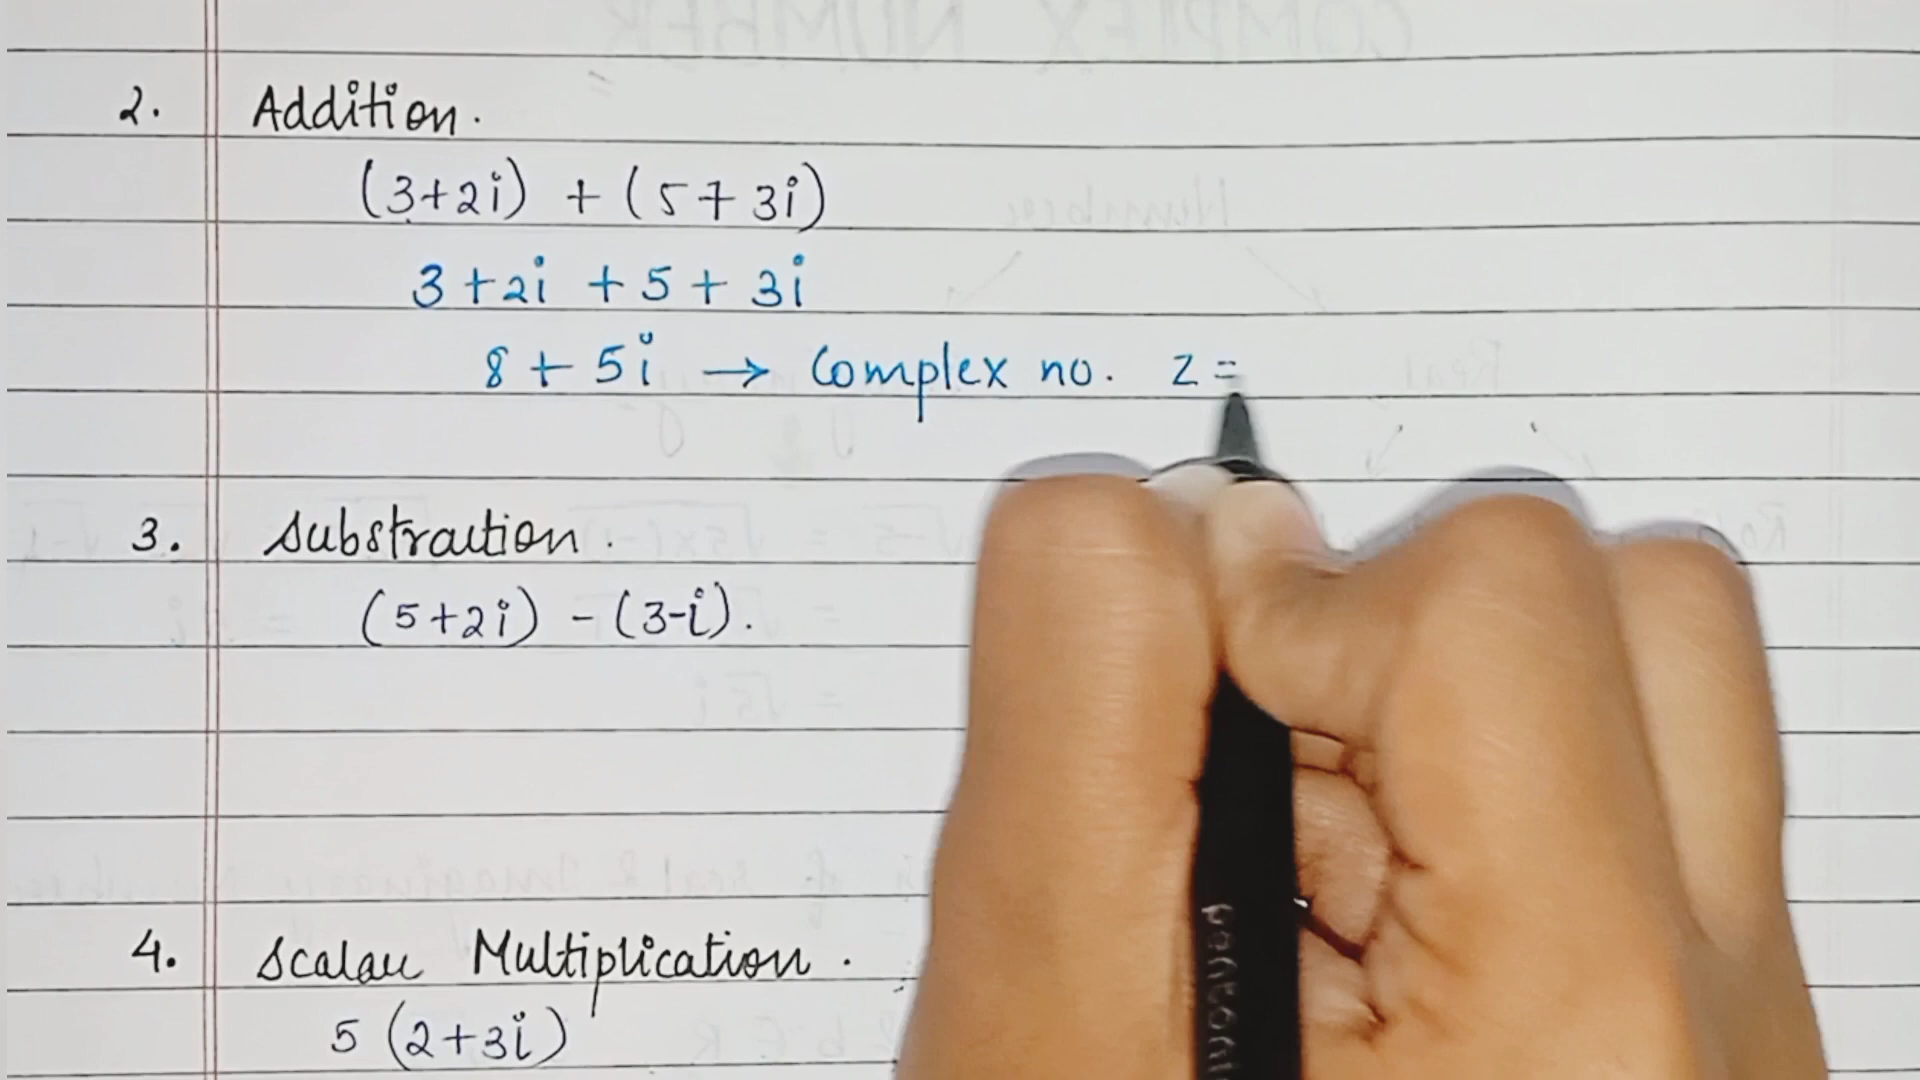 2. Addition.
(3+2i) + (5+3i)
3+2i + 5 + 3i
8 + 5i → Complex no. z =
3. Substraction.
(5+2i) - (3-i).
4. Scalar Multiplication.
5 (2+3i)